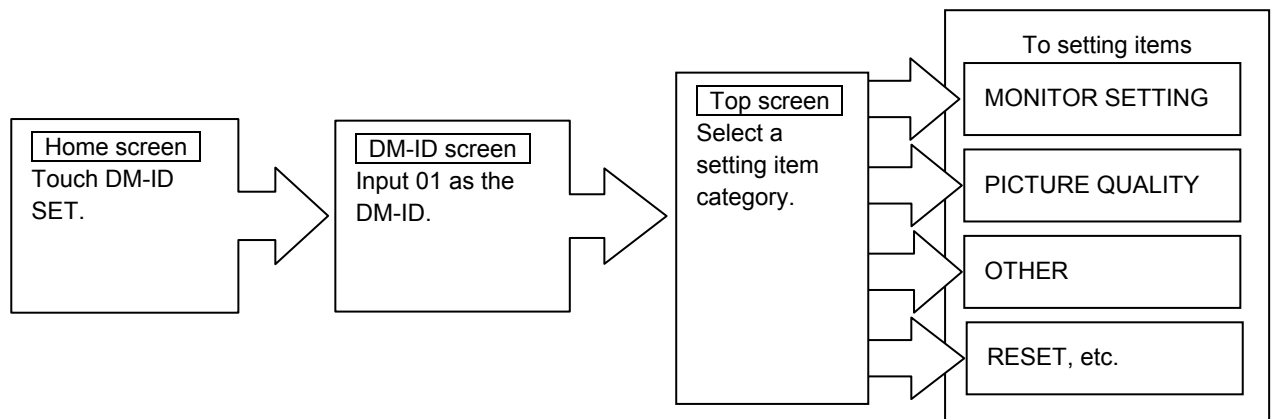 Home screen
Touch DM-ID
SET.
DM-ID screen
Input 01 as the
DM-ID.
Top screen
Select a
setting item
category.
To setting items
MONITOR SETTING
PICTURE QUALITY
OTHER
RESET, etc.